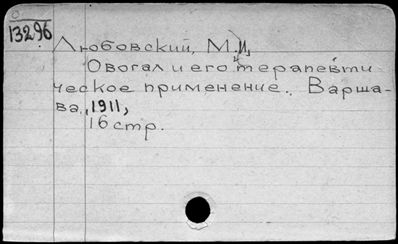 13296
Любовский, М.И,
Овогал и его терапевти
ческое применение., Варша-
ва, 1911,
16 стр.